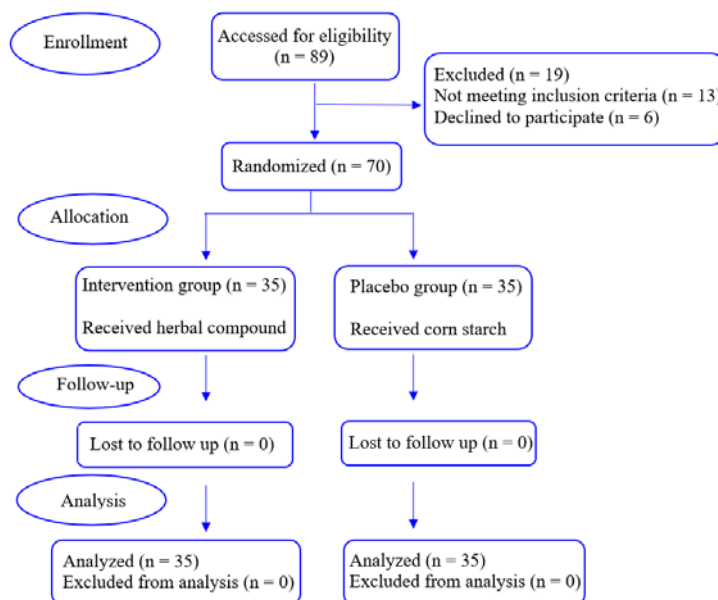 Enrollment
Accessed for eligibility
(n = 89)
Excluded (n = 19)
Not meeting inclusion criteria (n = 13)
Declined to participate (n = 6)
Randomized (n = 70)
Allocation
Intervention group (n = 35)
Received herbal compound
Placebo group (n = 35)
Received corn starch
Follow-up
Lost to follow up (n = 0)
Lost to follow up (n = 0)
Analysis
Analyzed (n = 35)
Excluded from analysis (n = 0)
Analyzed (n = 35)
Excluded from analysis (n = 0)